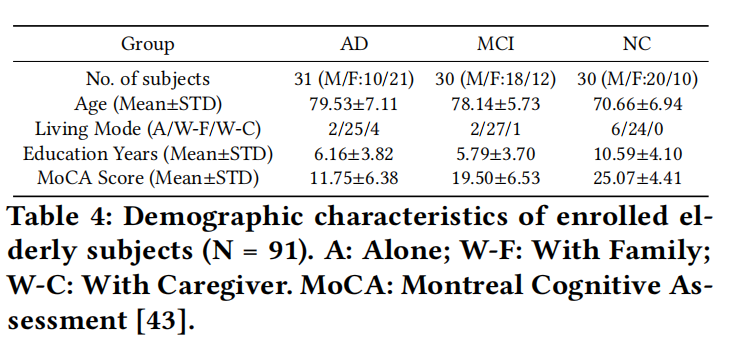 Group AD MCI NC
No. of subjects 31 (M/F:10/21) 30 (M/F:18/12) 30 (M/F:20/10)
Age (Mean±STD) 79.53±7.11 78.14±5.73 70.66±6.94
Living Mode (A/W-F/W-C) 2/25/4 2/27/1 6/24/0
Education Years (Mean±STD) 6.16±3.82 5.79±3.70 10.59±4.10
MoCA Score (Mean±STD) 11.75±6.38 19.50±6.53 25.07±4.41
Table 4: Demographic characteristics of enrolled el-
derly subjects (N = 91). A: Alone; W-F: With Family;
W-C: With Caregiver. MoCA: Montreal Cognitive As-
sessment [43].